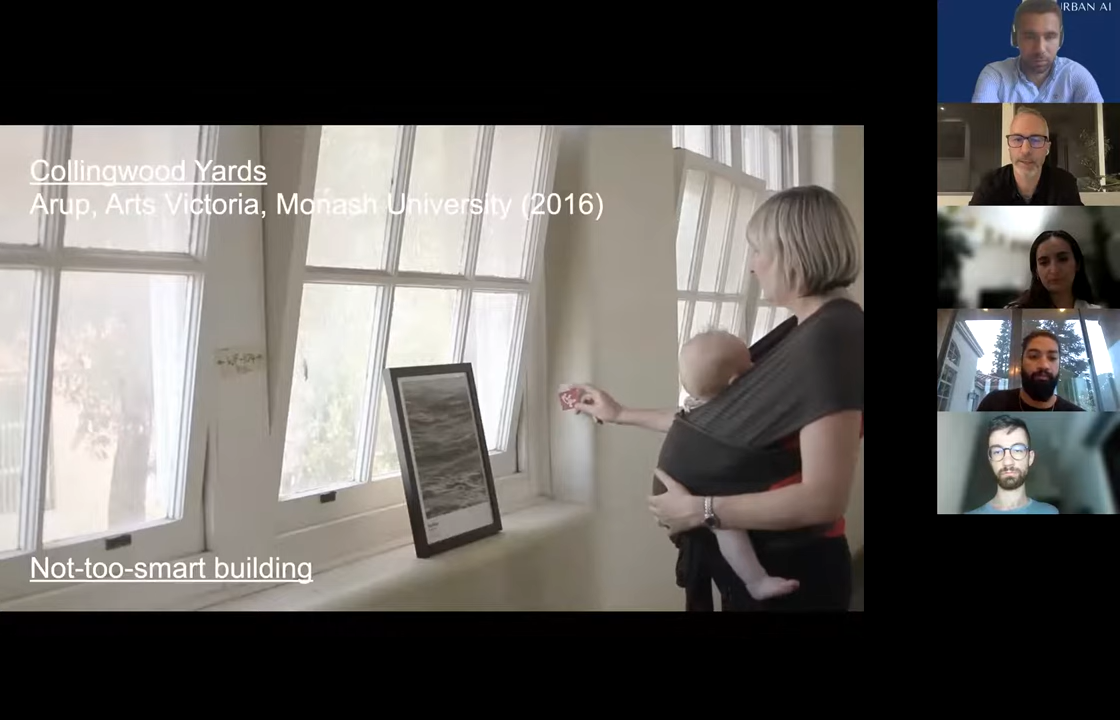 URBAN AI
Collingwood Yards
Arup, Arts Victoria, Monash University (2016)
Not-too-smart building